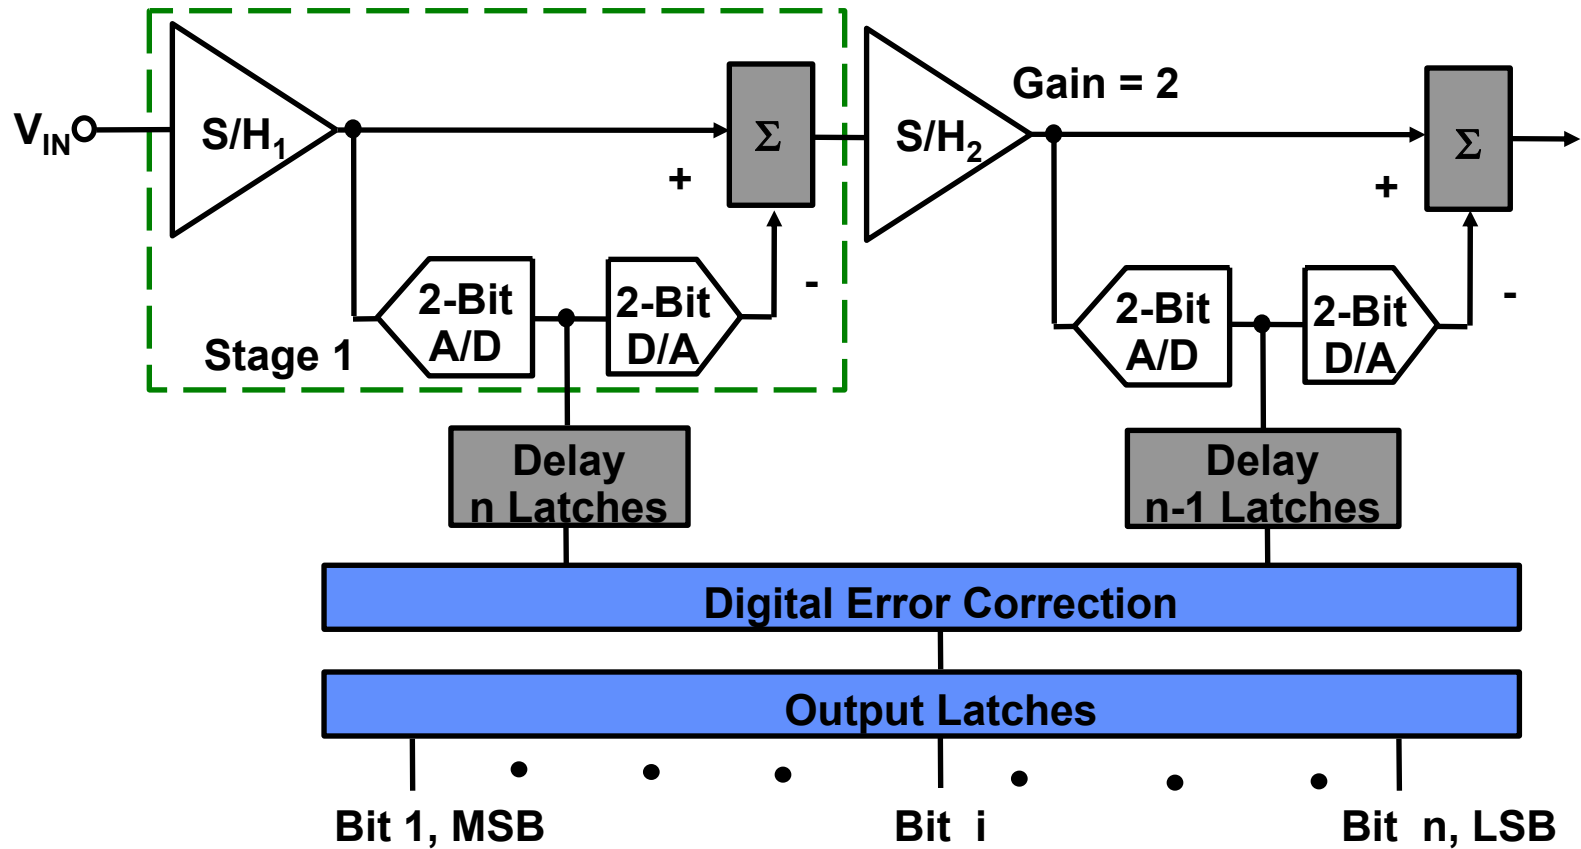 Gain = 2
V_IN
S/H_1
Σ
S/H_2
Σ
+
+
-
-
2-Bit
A/D
2-Bit
D/A
2-Bit
A/D
2-Bit
D/A
Stage 1
Delay
n Latches
Delay
n-1 Latches
Digital Error Correction
Output Latches
Bit 1, MSB
Bit i
Bit n, LSB